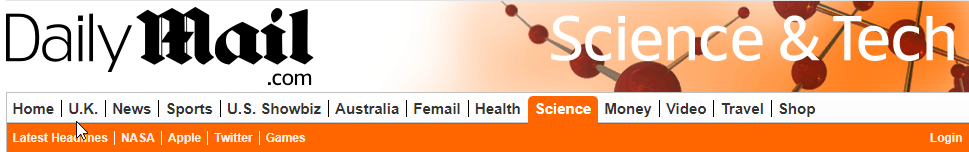 Daily Mail
.com
Science & Tech
Home U.K. News Sports U.S. Showbiz Australia Femail Health Science Money Video Travel Shop
Latest Headlines NASA Apple Twitter Games Login